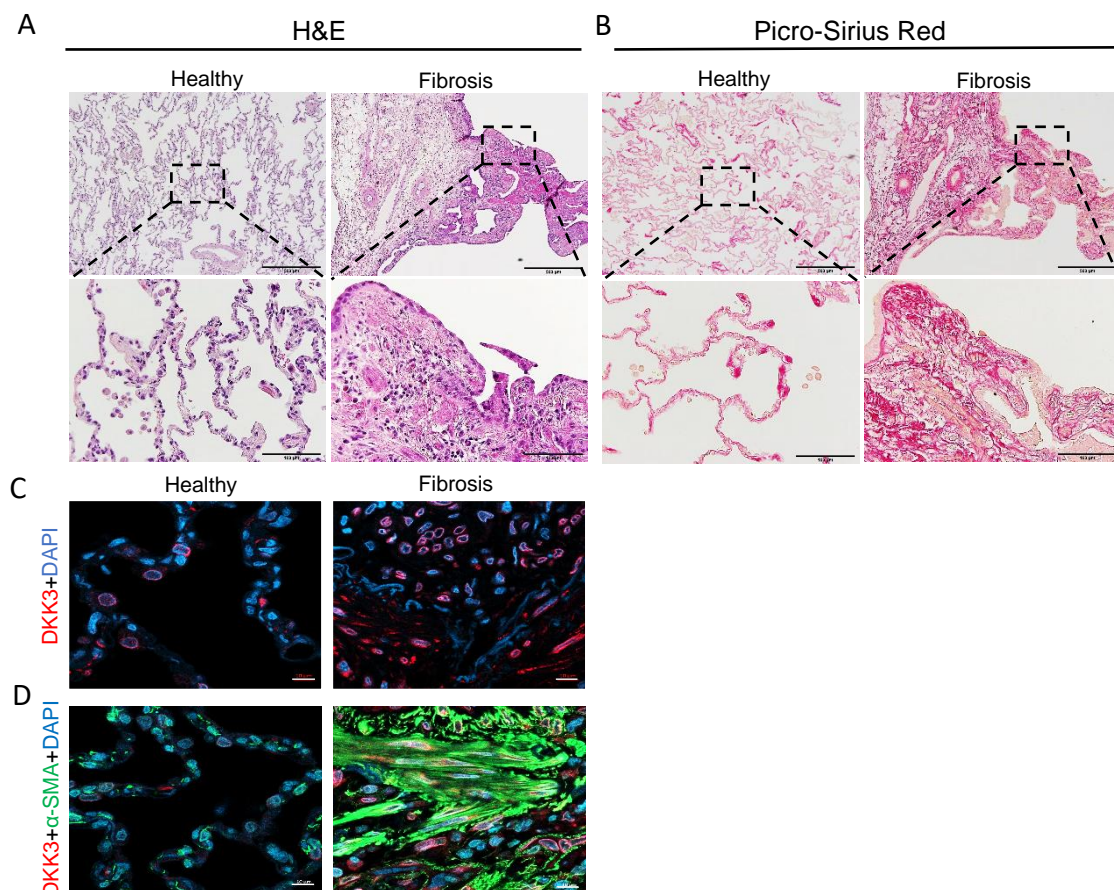 A
H&E
B
Picro-Sirius Red
Healthy
Fibrosis
Healthy
Fibrosis
C
Healthy
Fibrosis
DKK3+DAPI
D
DKK3+α-SMA+DAPI